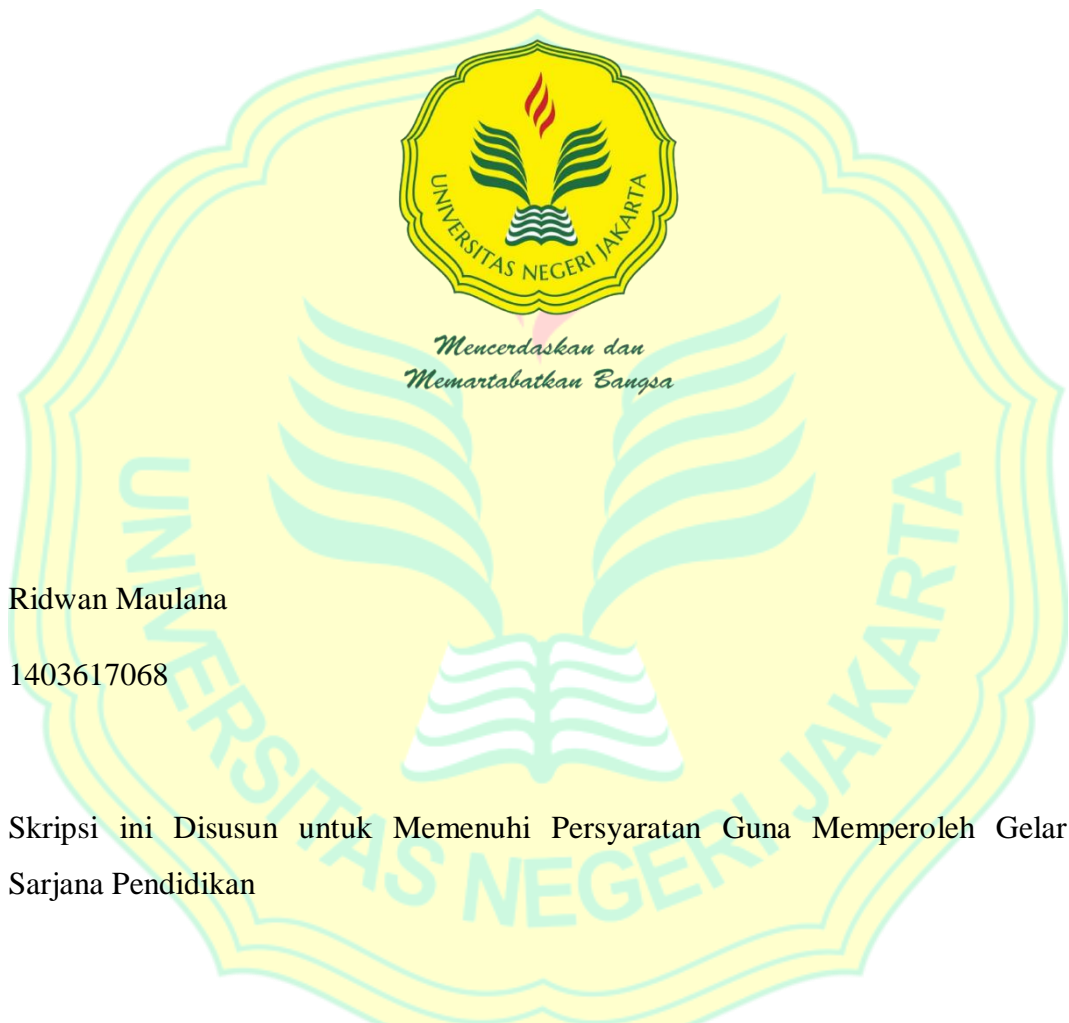 UNIVERSITAS NEGERI JAKARTA
Mencerdaskan dan
Memartabatkan Bangsa
UNIVERSITAS NEGERI JAKARTA
Ridwan Maulana
1403617068
Skripsi ini Disusun untuk Memenuhi Persyaratan Guna Memperoleh Gelar
Sarjana Pendidikan